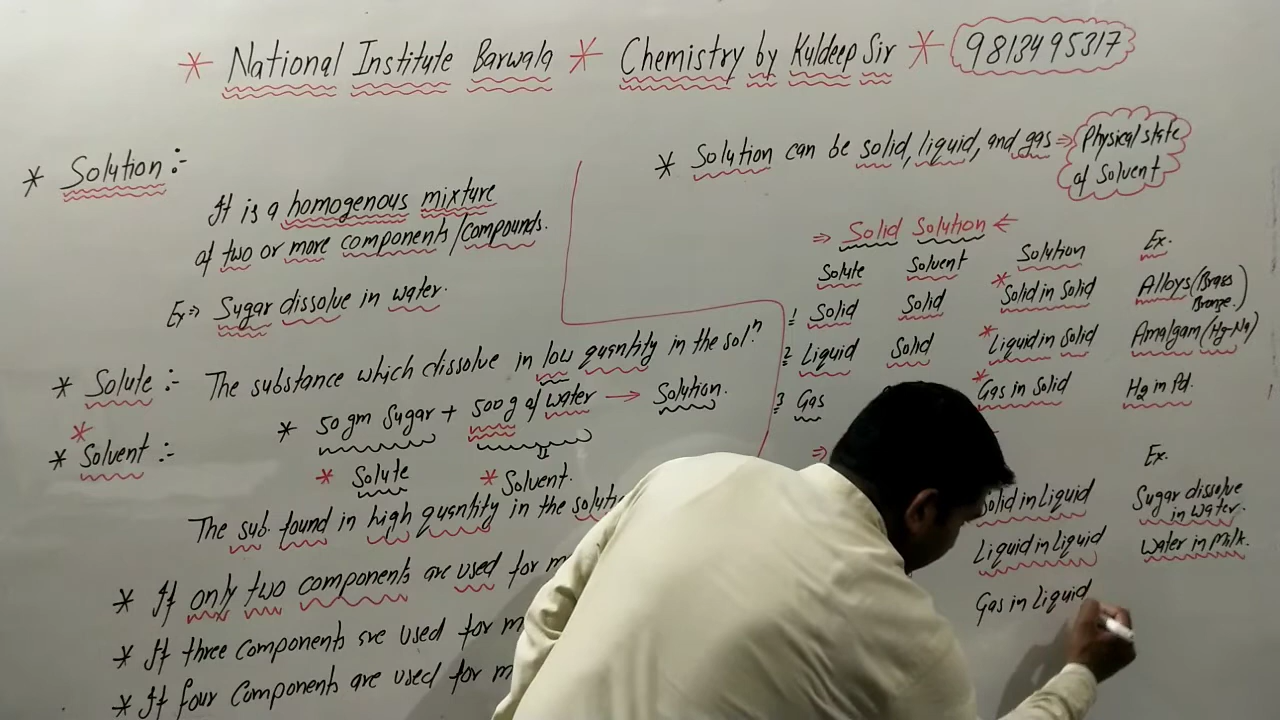 * National Institute Barwala * Chemistry by Kuldeep Sir * 9813495317
* Solution :-
It is a homogenous mixture
of two or more components/compounds.
Ex ⇒ Sugar dissolve in water.
* Solute :- The substance which dissolve in low quantity in the solⁿ.
* 50 gm Sugar + 500g of water → Solution.
* Solute * Solvent.
* Solvent :-
The sub. found in high quantity in the
* If only two components are used for
* If three components are used for
* If four components are used for
* Solution can be solid, liquid, and gas ⇒ Physical state
of Solvent
⇒ Solid Solution ⇐
Solute Solvent Solution Ex.
1 Solid Solid * Solid in Solid Alloys (Brass
Bronze.)
2 Liquid Solid * Liquid in Solid Amalgam (Hg-Na)
3 Gas * Gas in Solid H2 in Pd.
⇒ Ex.
Solid in Liquid Sugar dissolve
in water.
Liquid in Liquid Water in Milk.
Gas in Liquid